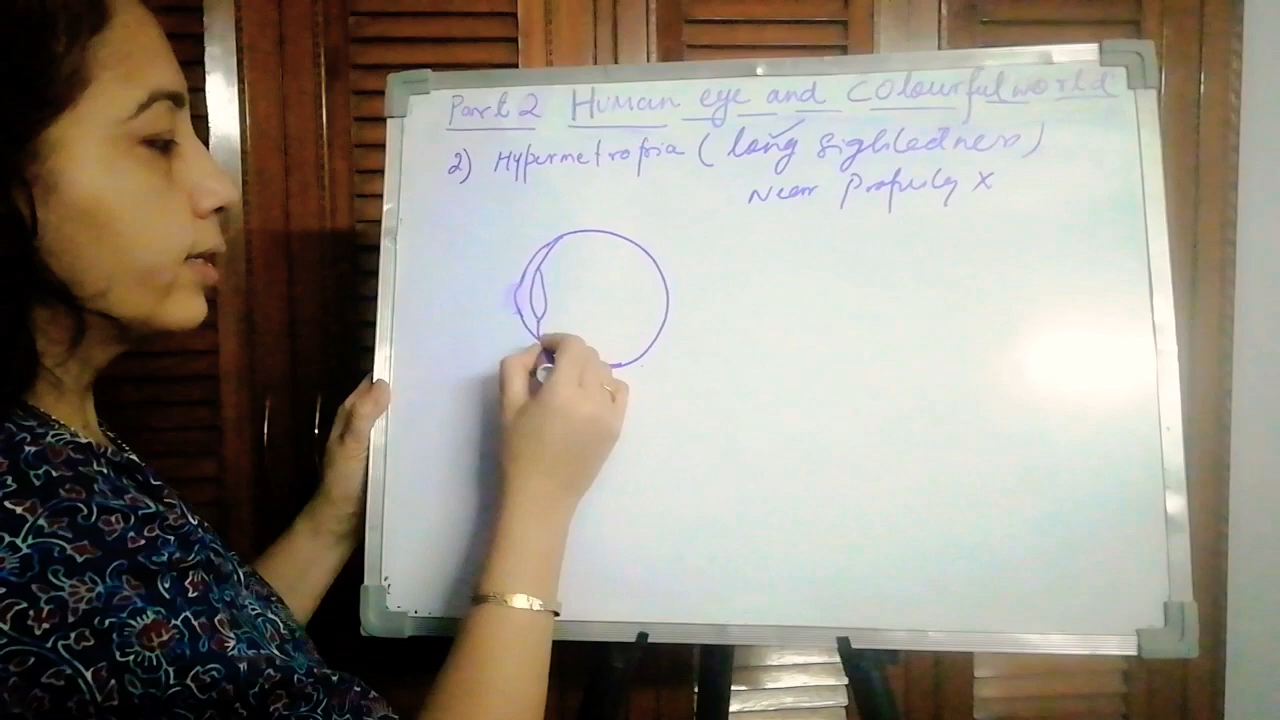 Part 2 Human eye and Colourful world
2) Hypermetropia (long sightedness)
Near Properly X